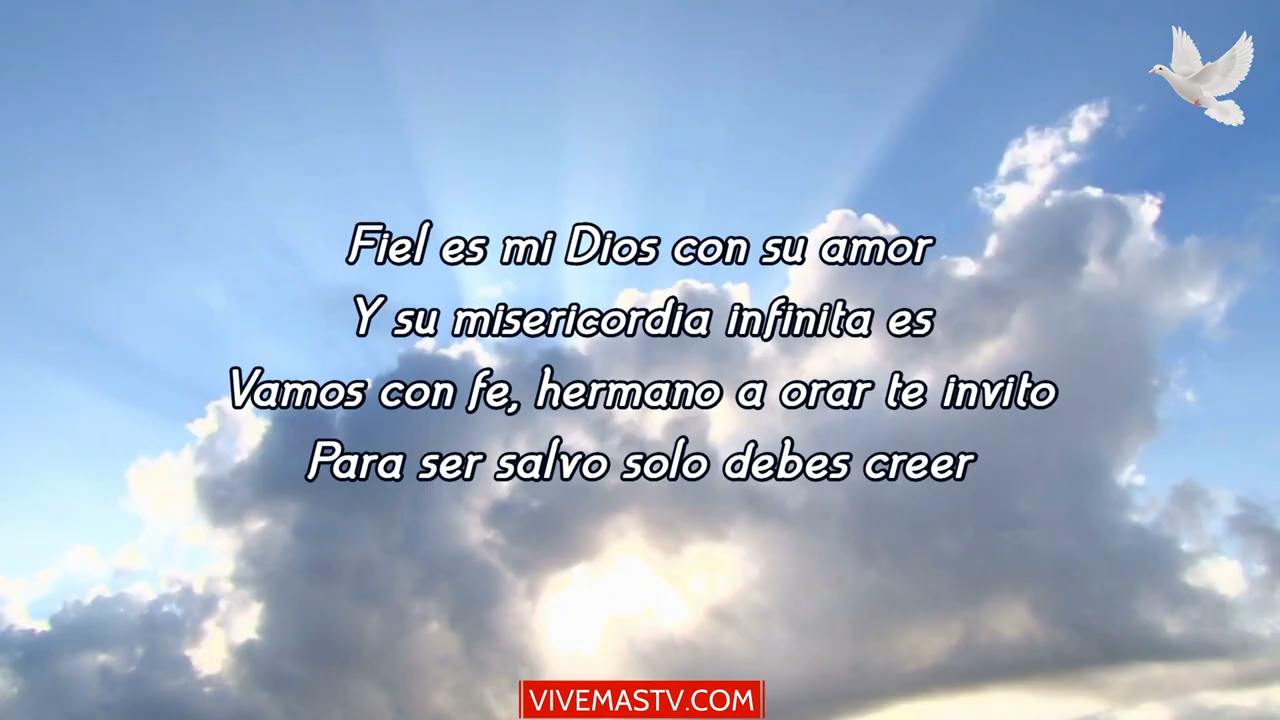 Fiel es mi Dios con su amor
Y su misericordia infinita es
Vamos con fe, hermano a orar te invito
Para ser salvo solo debes creer
VIVEMASTV.COM